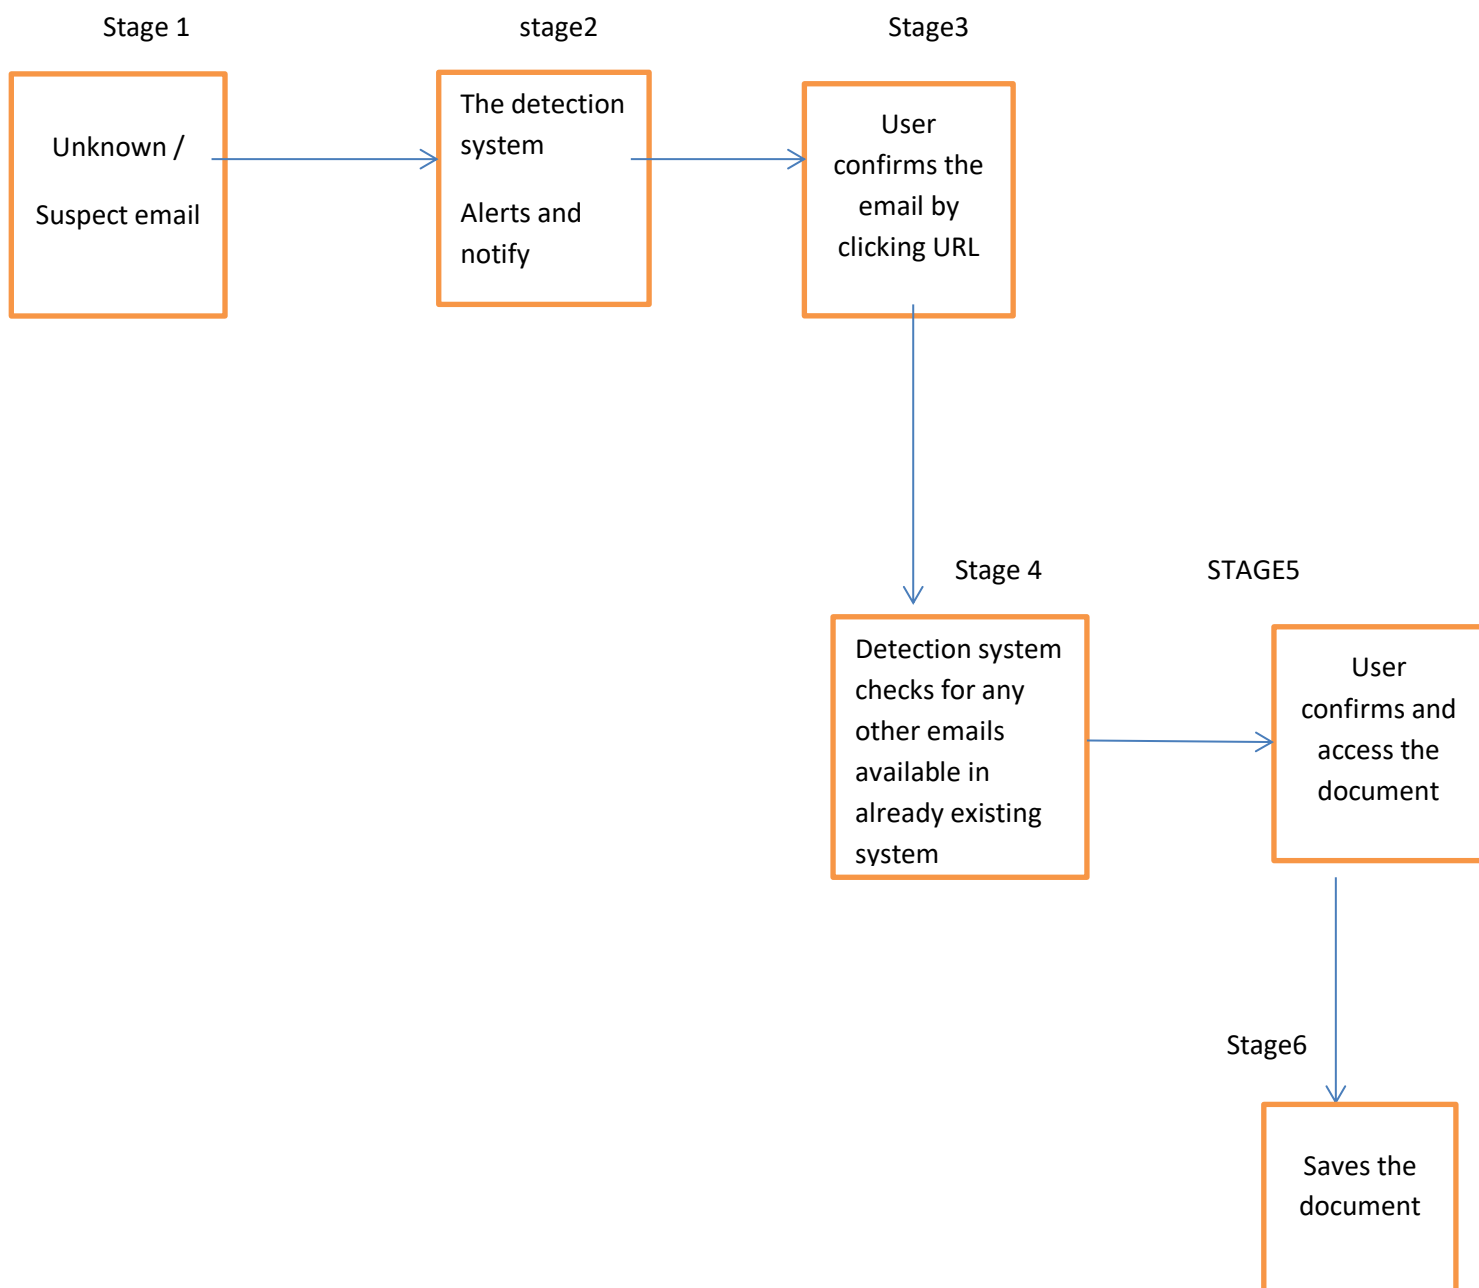 Stage 1
stage2
Stage3
Unknown /
Suspect email
The detection
system
Alerts and
notify
User
confirms the
email by
clicking URL
Stage 4
STAGE5
Detection system
checks for any
other emails
available in
already existing
system
User
confirms and
access the
document
Stage6
Saves the
document